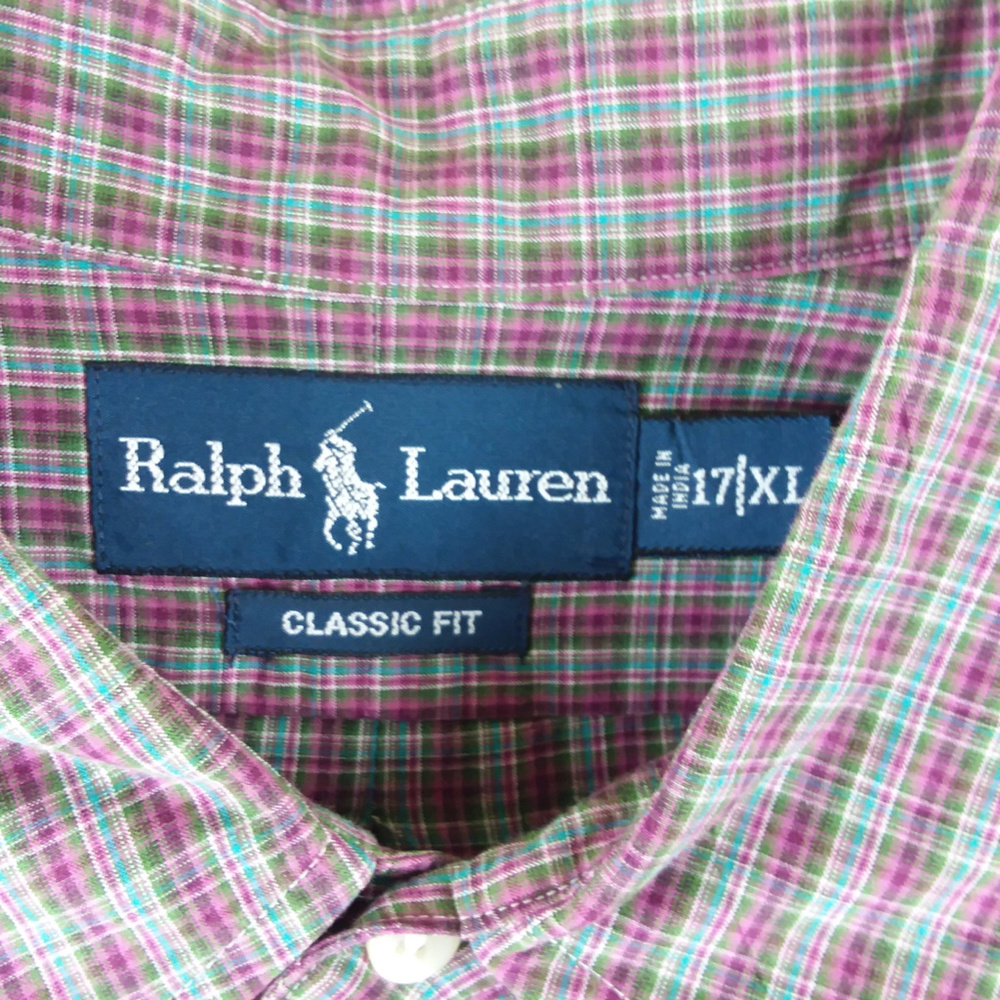 Ralph Lauren
MADE IN
INDIA
17|XL
CLASSIC FIT